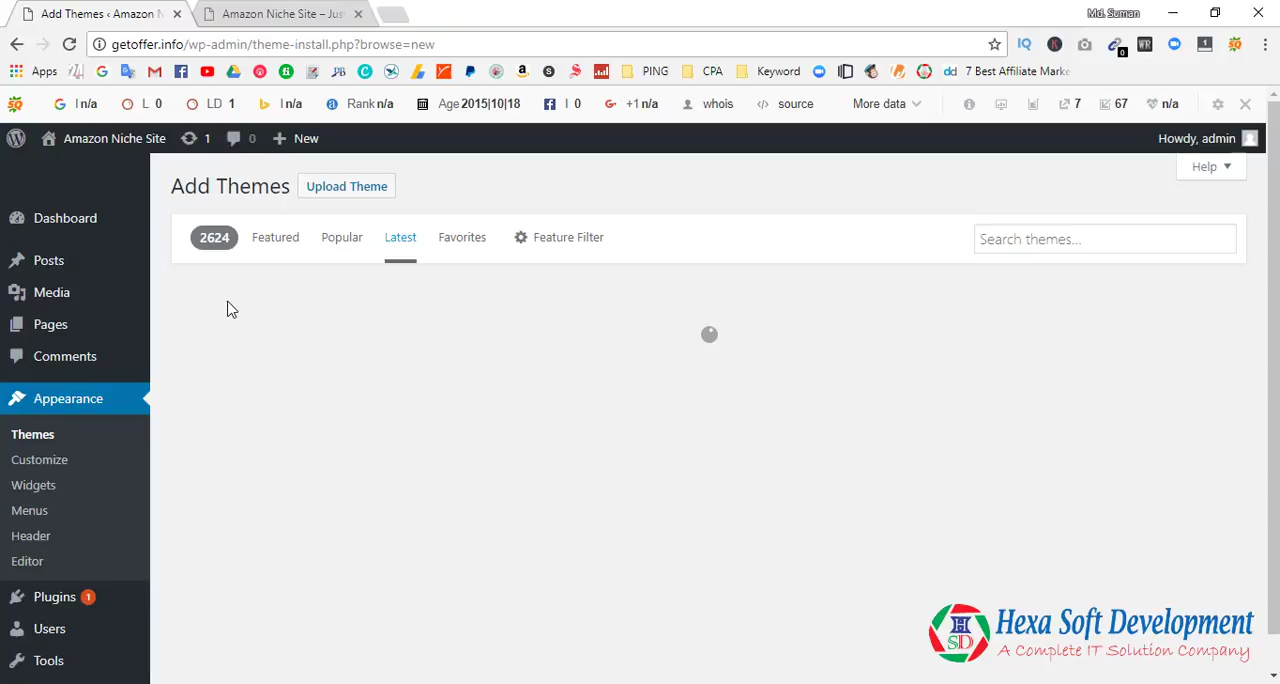 Add Themes ‹ Amazon N
Amazon Niche Site – Jus
Md. Suman
getoffer.info/wp-admin/theme-install.php?browse=new
Apps
PING
CPA
Keyword
7 Best Affiliate Marke
I n/a
L 0
LD 1
I n/a
Rank n/a
Age 2015|10|18
I 0
+1 n/a
whois
source
More data
7
67
n/a
Amazon Niche Site
1
0
New
Howdy, admin
Help
Add Themes
Upload Theme
2624
Featured
Popular
Latest
Favorites
Feature Filter
Search themes...
Dashboard
Posts
Media
Pages
Comments
Appearance
Themes
Customize
Widgets
Menus
Header
Editor
Plugins 1
Users
Tools
HSD
Hexa Soft Development
A Complete IT Solution Company